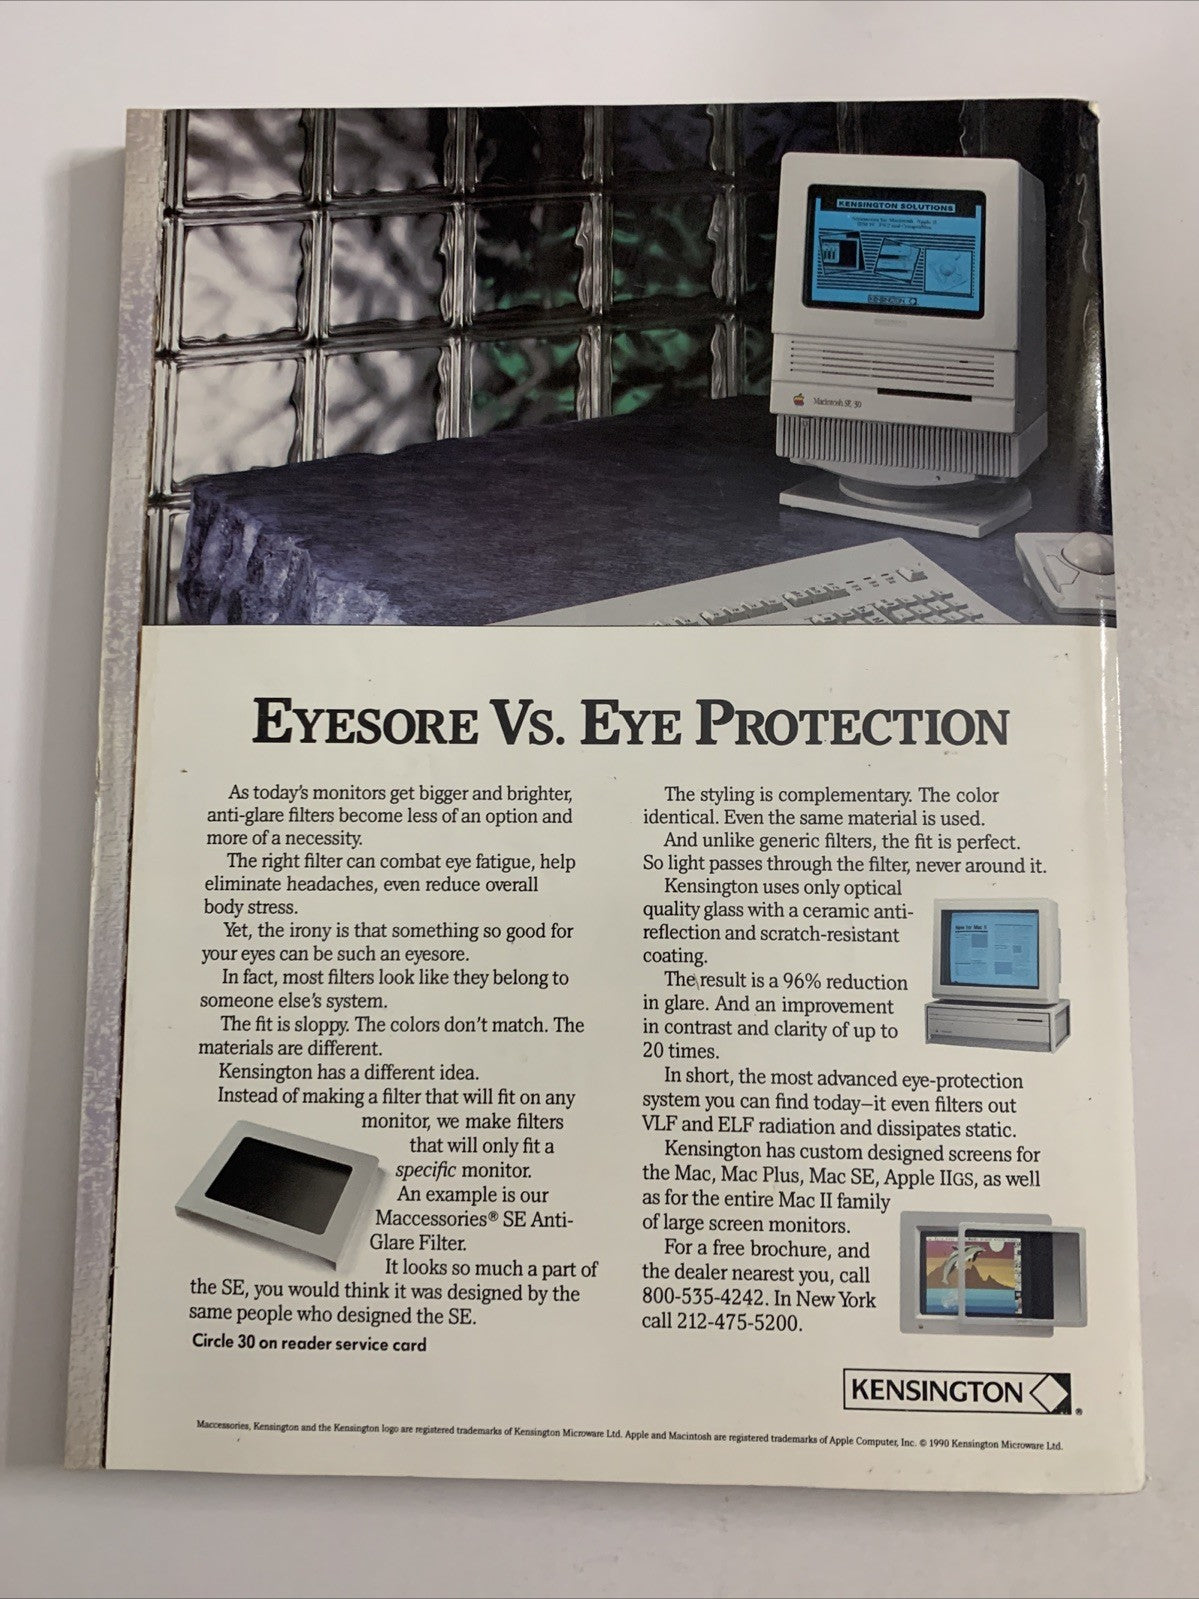 KENSINGTON SOLUTIONS
KENSINGTON
Macintosh SE/30
EYESORE VS. EYE PROTECTION
As today's monitors get bigger and brighter,
anti-glare filters become less of an option and
more of a necessity.
The right filter can combat eye fatigue, help
eliminate headaches, even reduce overall
body stress.
Yet, the irony is that something so good for
your eyes can be such an eyesore.
In fact, most filters look like they belong to
someone else's system.
The fit is sloppy. The colors don't match. The
materials are different.
Kensington has a different idea.
Instead of making a filter that will fit on any
monitor, we make filters
that will only fit a
specific monitor.
An example is our
Maccessories® SE Anti-
Glare Filter.
It looks so much a part of
the SE, you would think it was designed by the
same people who designed the SE.
Circle 30 on reader service card
The styling is complementary. The color
identical. Even the same material is used.
And unlike generic filters, the fit is perfect.
So light passes through the filter, never around it.
Kensington uses only optical
quality glass with a ceramic anti-
reflection and scratch-resistant
coating.
The result is a 96% reduction
in glare. And an improvement
in contrast and clarity of up to
20 times.
In short, the most advanced eye-protection
system you can find today—it even filters out
VLF and ELF radiation and dissipates static.
Kensington has custom designed screens for
the Mac, Mac Plus, Mac SE, Apple IIGS, as well
as for the entire Mac II family
of large screen monitors.
For a free brochure, and
the dealer nearest you, call
800-535-4242. In New York
call 212-475-5200.
KENSINGTON ®
Maccessories, Kensington and the Kensington logo are registered trademarks of Kensington Microware Ltd. Apple and Macintosh are registered trademarks of Apple Computer, Inc. © 1990 Kensington Microware Ltd.